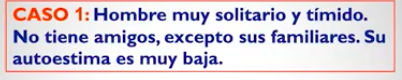 CASO 1: Hombre muy solitario y tímido.
No tiene amigos, excepto sus familiares. Su
autoestima es muy baja.